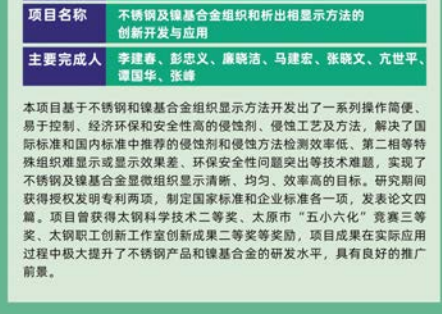 项目名称 不锈钢及镍基合金组织和析出相显示方法的
创新开发与应用
主要完成人 李建春、彭忠义、廉晓洁、马建宏、张晓文、亢世平、
谭国华、张峰
本项目基于不锈钢和镍基合金组织显示方法开发出了一系列操作简便、
易于控制、经济环保和安全性高的侵蚀剂、侵蚀工艺及方法，解决了国
际标准和国内标准中推荐的侵蚀剂和侵蚀方法检测效率低、第二相等特
殊组织难显示或显示效果差、环保安全性问题突出等技术难题，实现了
不锈钢及镍基合金显微组织显示清晰、均匀、效率高的目标。研究期间
获得授权发明专利两项，制定国家标准和企业标准各一项，发表论文四
篇。项目曾获得太钢科学技术二等奖、太原市“五小六化”竞赛三等
奖、太钢职工创新工作室创新成果二等奖等奖励，项目成果在实际应用
过程中极大提升了不锈钢产品和镍基合金的研发水平，具有良好的推广
前景。